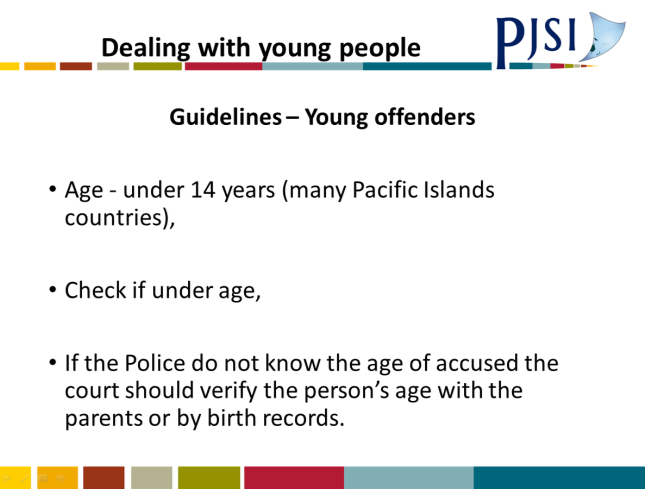 Dealing with young people
PJSI
Guidelines – Young offenders
• Age - under 14 years (many Pacific Islands
countries),
• Check if under age,
• If the Police do not know the age of accused the
court should verify the person’s age with the
parents or by birth records.